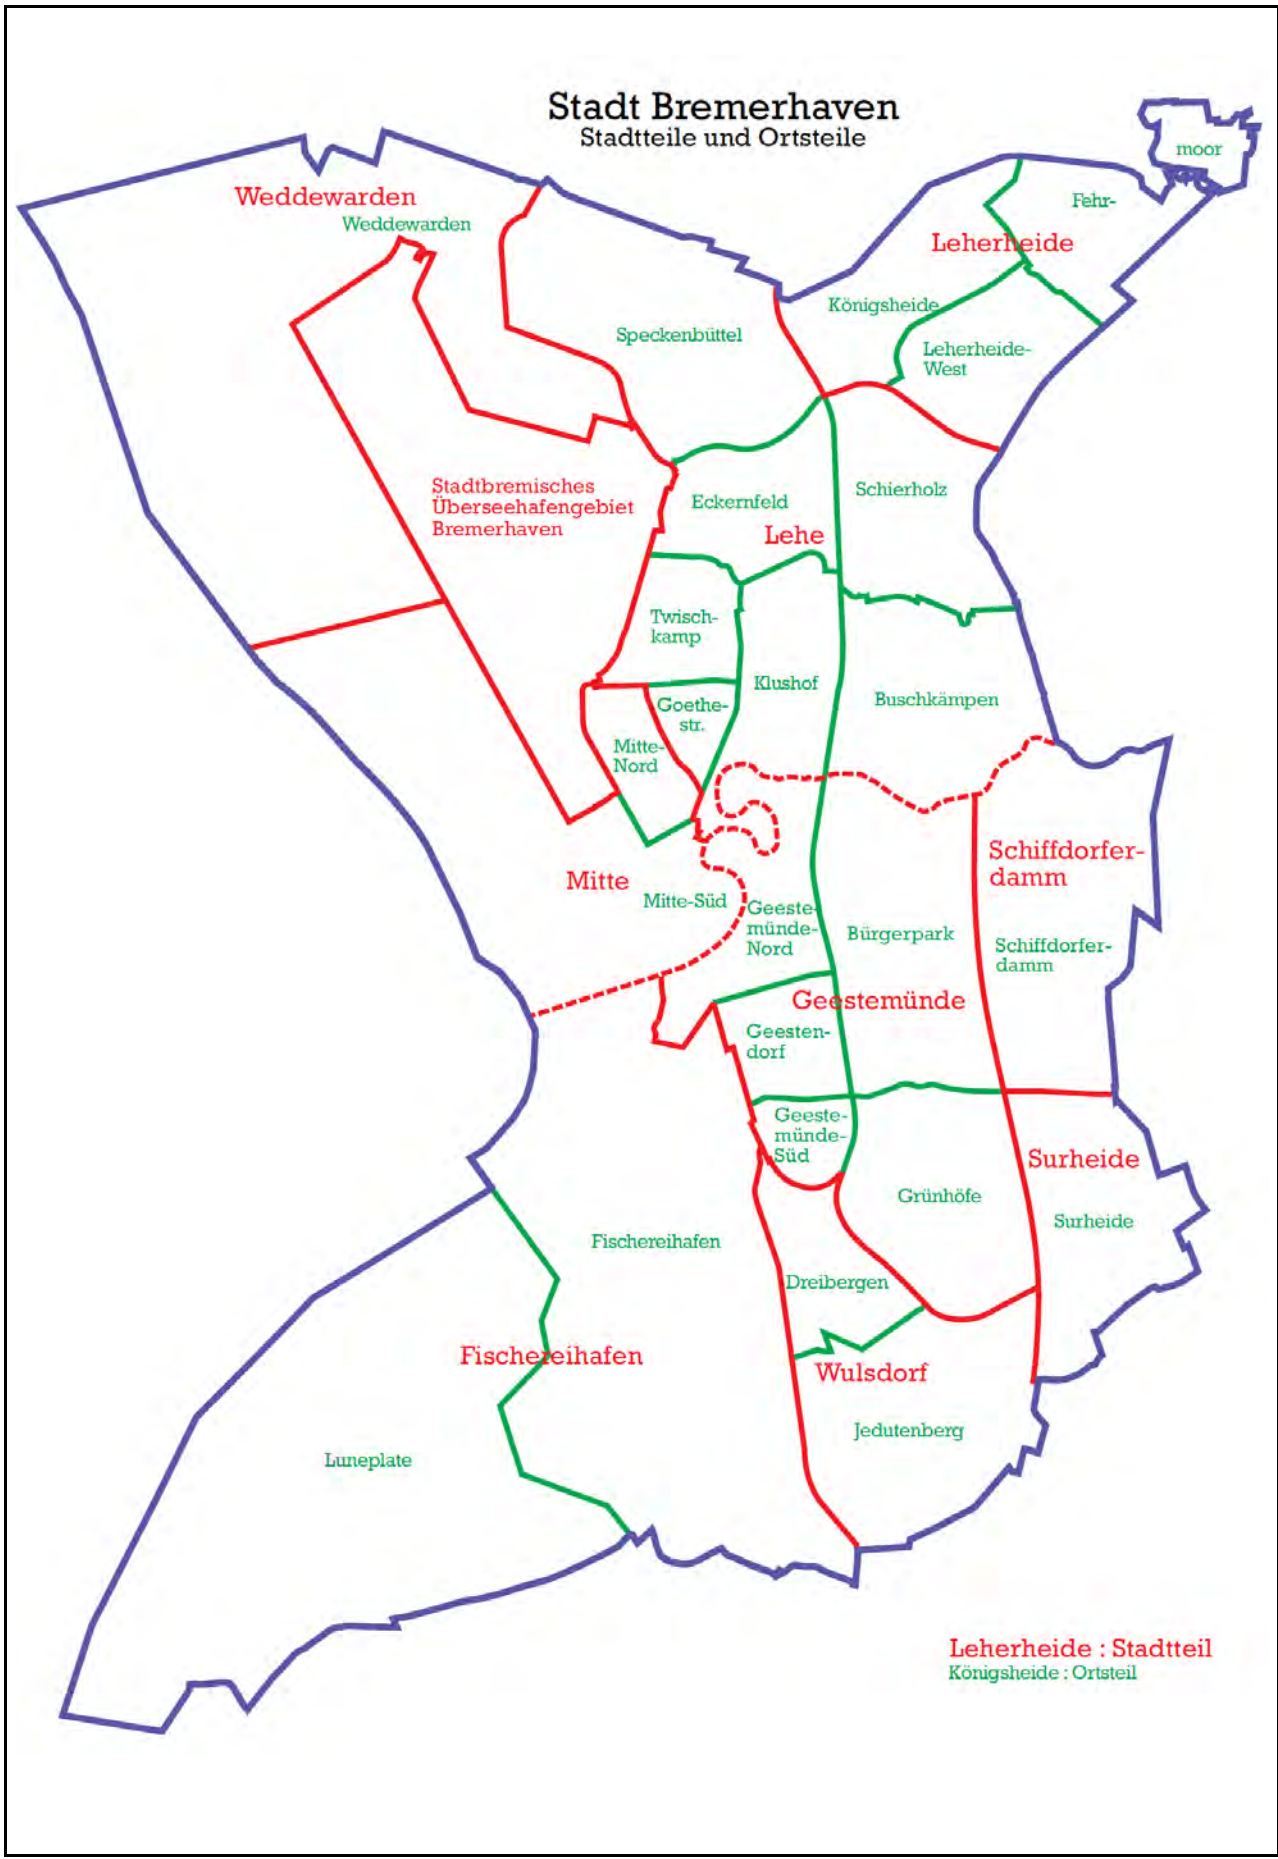 Stadt Bremerhaven
Stadtteile und Ortsteile
moor
Weddewarden
Weddewarden
Fehr-
Leherheide
Königsheide
Speckenbüttel
Leherheide-
West
Stadtbremisches
Überseehafengebiet
Bremerhaven
Eckernfeld
Schierholz
Lehe
Twisch-
kamp
Klushof
Buschkämpen
Goethe-
str.
Mitte-
Nord
Schiffdorfer-
damm
Mitte
Mitte-Süd
Geeste-
münde-
Nord
Bürgerpark
Schiffdorfer-
damm
Geestemünde
Geesten-
dorf
Geeste-
münde-
Süd
Surheide
Grünhöfe
Surheide
Fischereihafen
Dreibergen
Fischereihafen
Wulsdorf
Jedutenberg
Luneplate
Leherheide : Stadtteil
Königsheide : Ortsteil